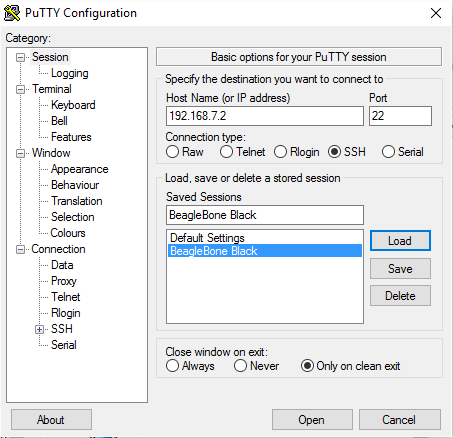 PuTTY Configuration
Category:
Session
Logging
Terminal
Keyboard
Bell
Features
Window
Appearance
Behaviour
Translation
Selection
Colours
Connection
Data
Proxy
Telnet
Rlogin
SSH
Serial
Basic options for your PuTTY session
Specify the destination you want to connect to
Host Name (or IP address) Port
192.168.7.2 22
Connection type:
Raw Telnet Rlogin SSH Serial
Load, save or delete a stored session
Saved Sessions
BeagleBone Black
Default Settings
BeagleBone Black
Load
Save
Delete
Close window on exit:
Always Never Only on clean exit
About Open Cancel